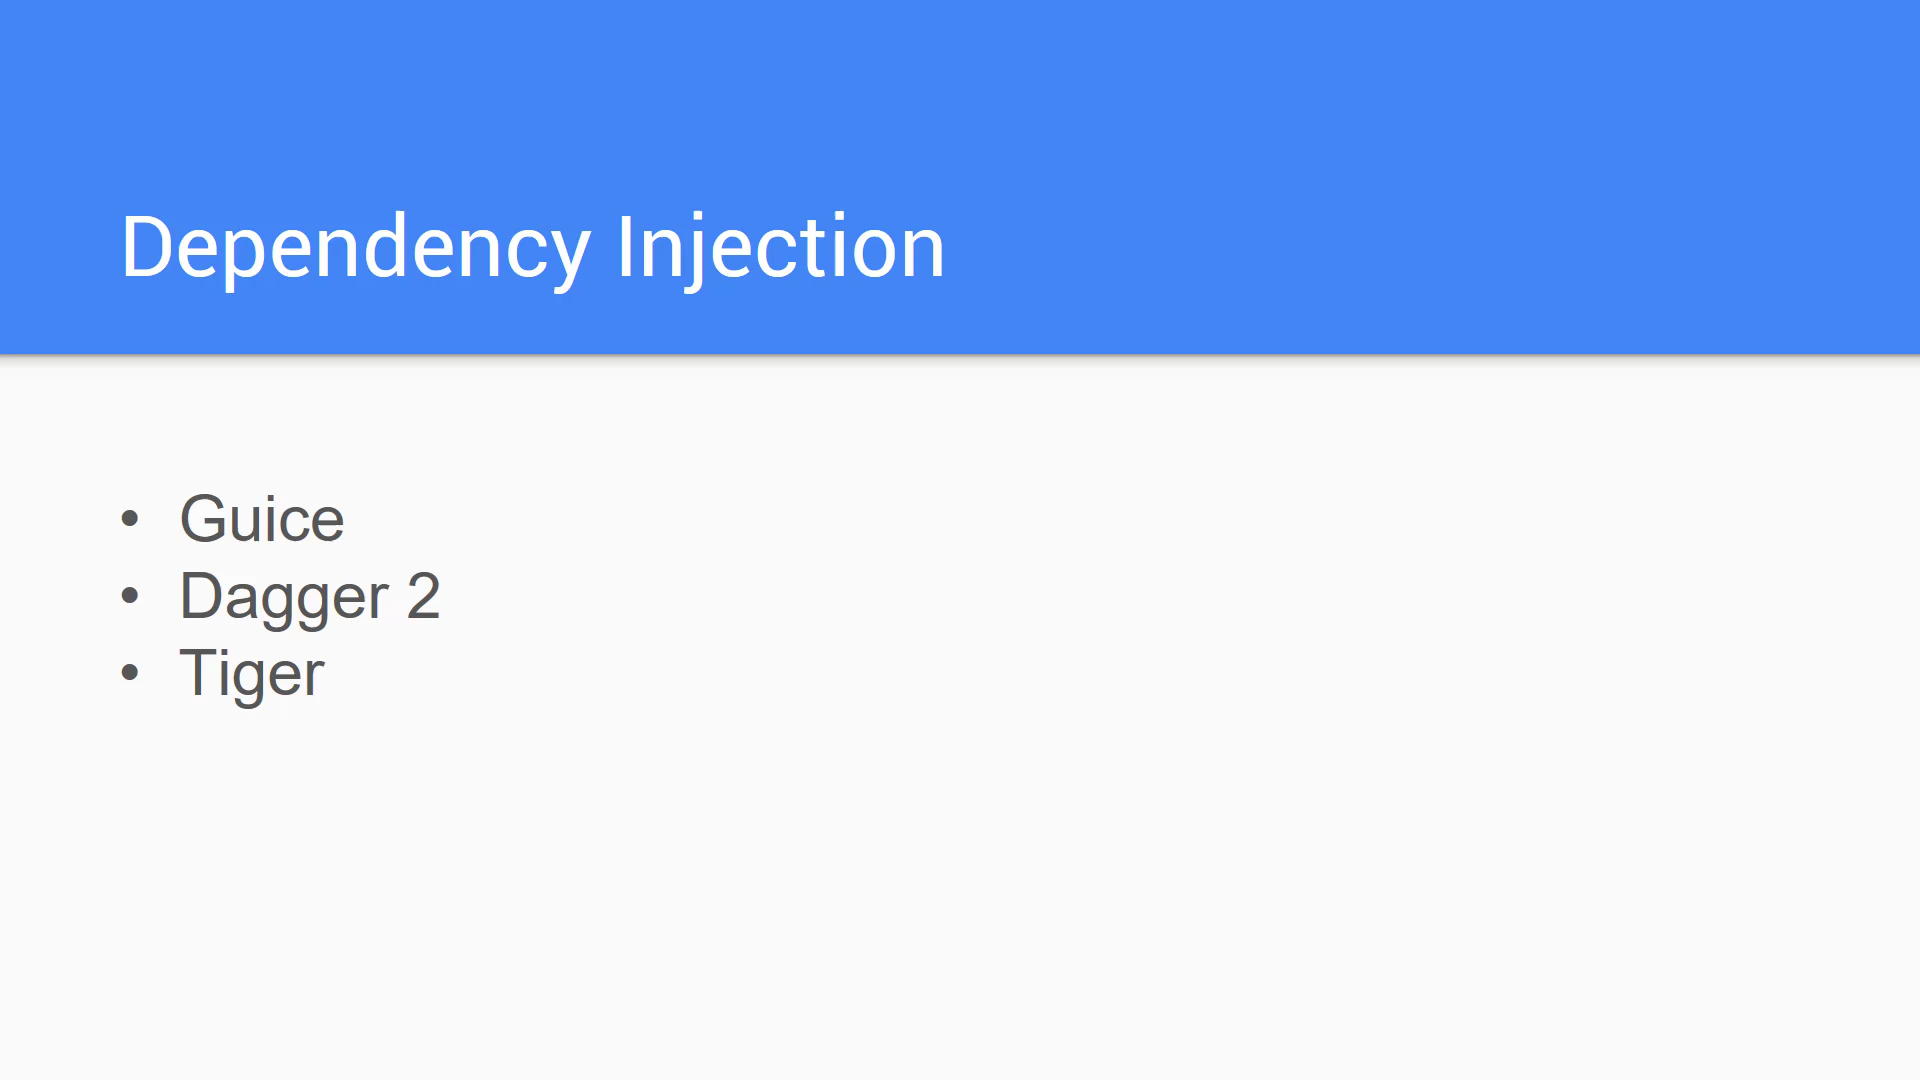 Dependency Injection
• Guice
• Dagger 2
• Tiger